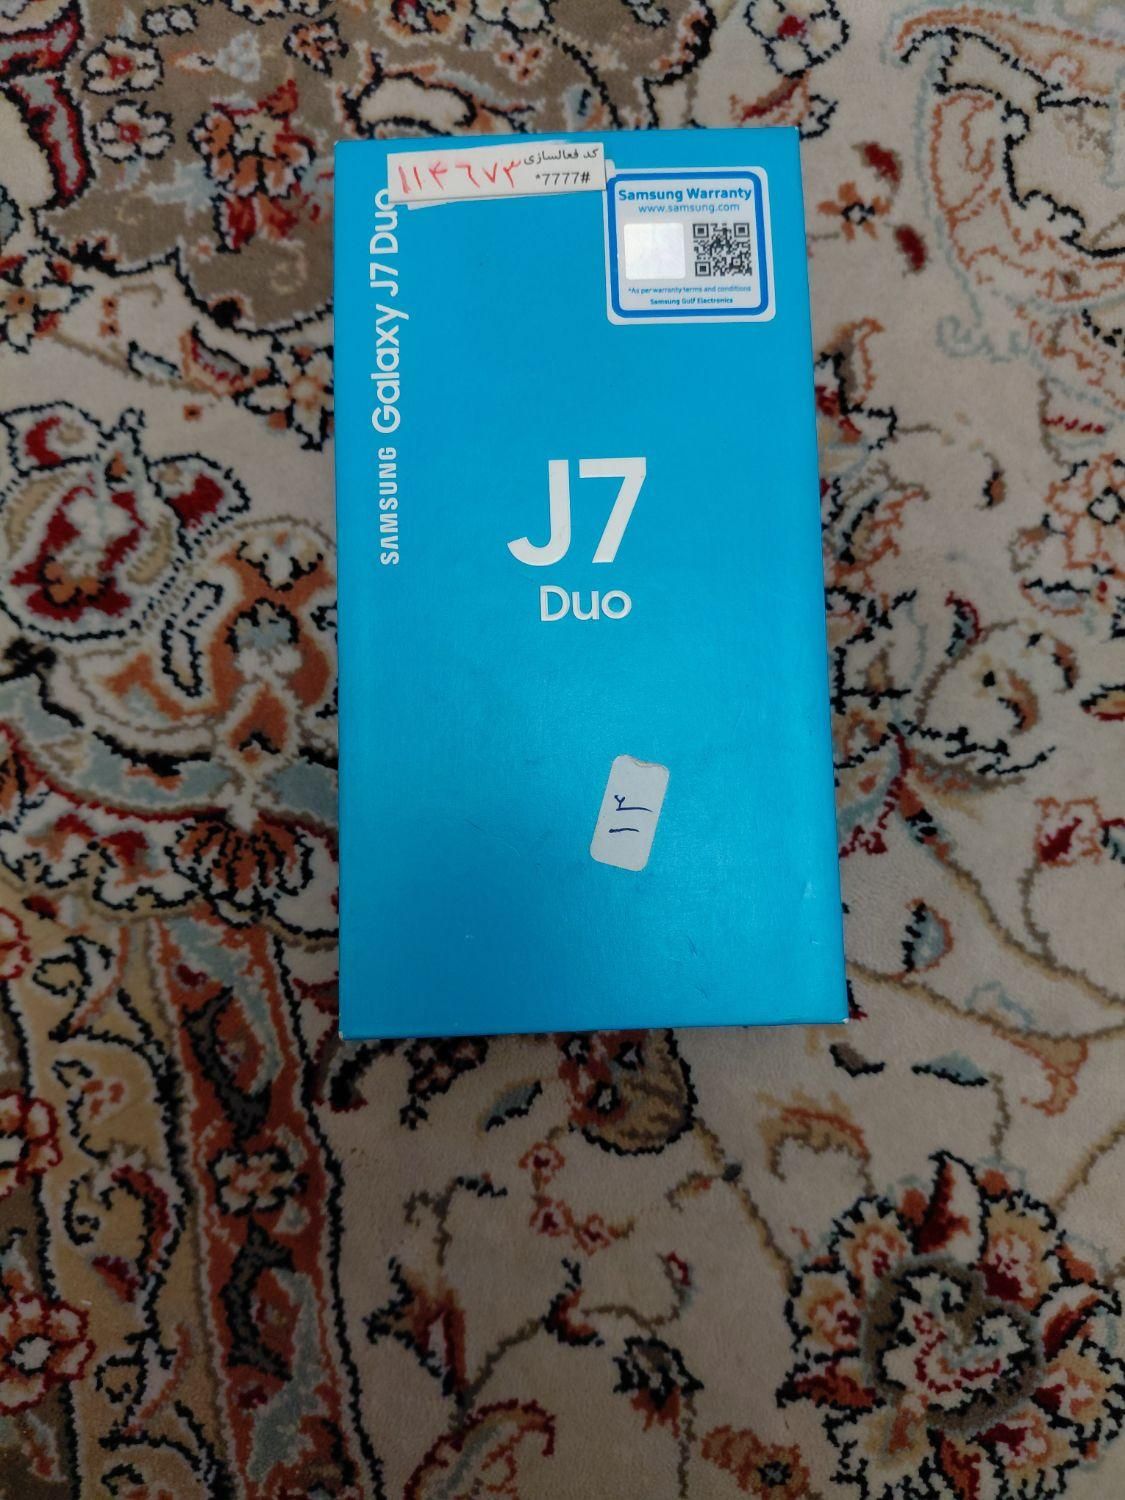 کد فعالسازی
*7777#
۱۱۴۶۷۳
Samsung Warranty
www.samsung.com
*As per warranty terms and conditions
Samsung Gulf Electronics
SAMSUNG Galaxy J7 Duo
J7
Duo